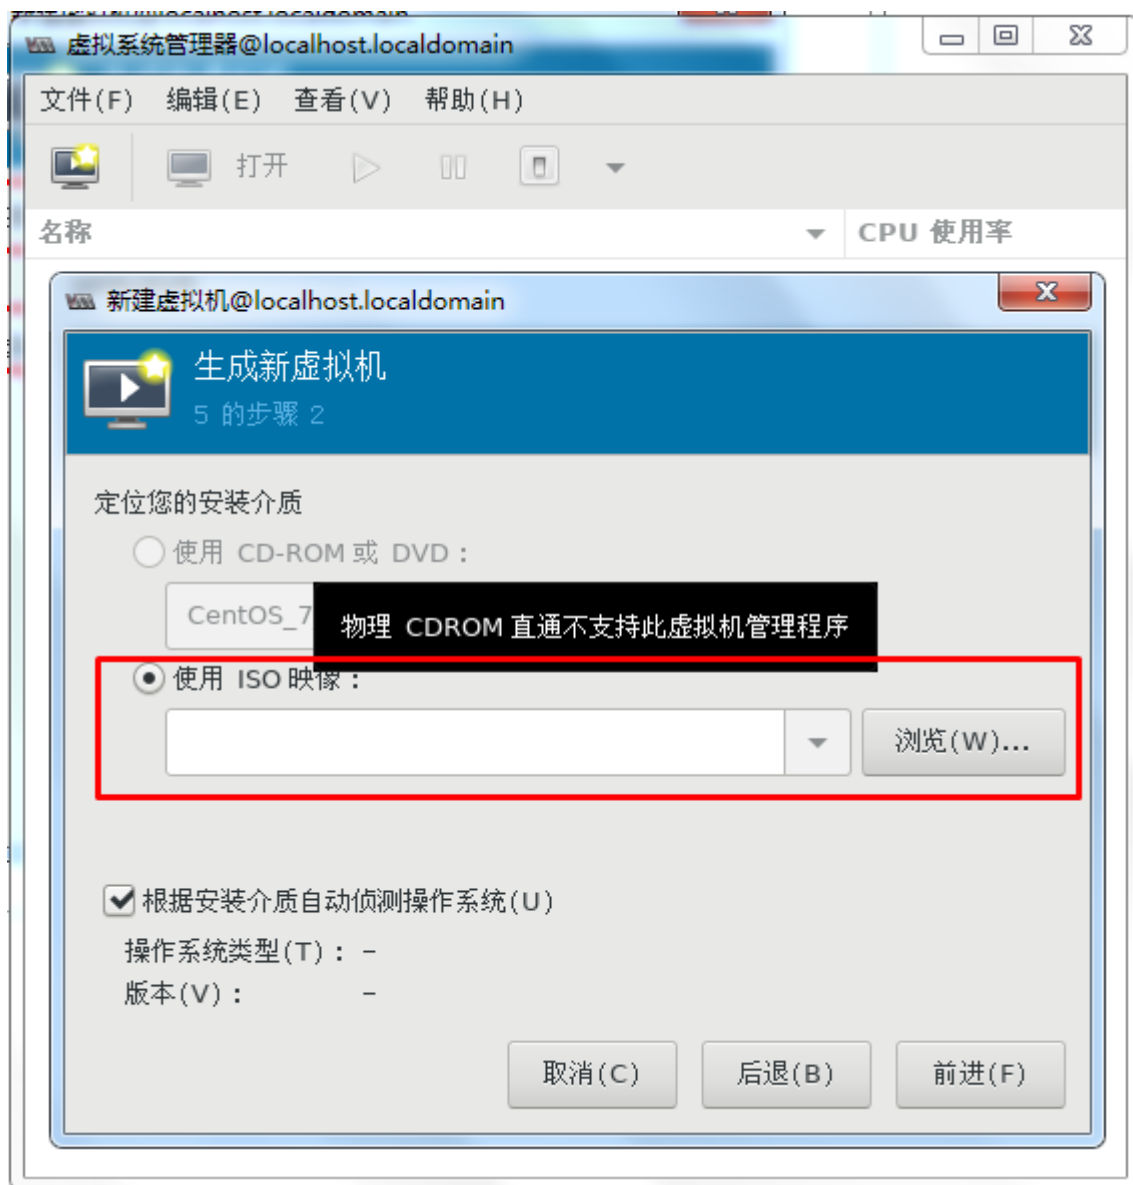 虚拟系统管理器@localhost.localdomain
文件(F) 编辑(E) 查看(V) 帮助(H)
打开
名称 CPU 使用率
新建虚拟机@localhost.localdomain
生成新虚拟机
5 的步骤 2
定位您的安装介质
使用 CD-ROM 或 DVD：
CentOS_7
物理 CDROM 直通不支持此虚拟机管理程序
使用 ISO 映像：
浏览(W)...
根据安装介质自动侦测操作系统(U)
操作系统类型(T)： –
版本(V)： –
取消(C) 后退(B) 前进(F)